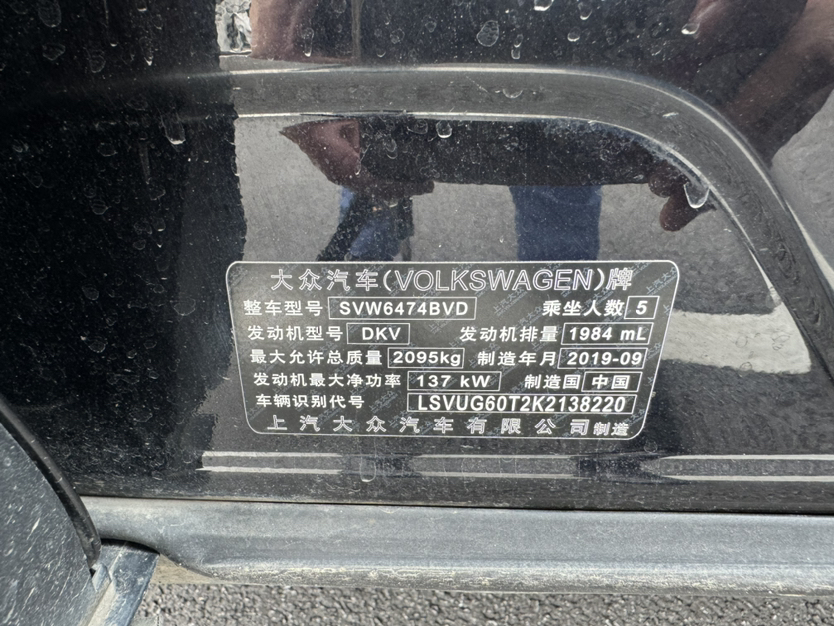 大众汽车(VOLKSWAGEN)牌
整车型号 SVW6474BVD 乘坐人数 5
发动机型号 DKV 发动机排量 1984 mL
最大允许总质量 2095kg 制造年月 2019-09
发动机最大净功率 137 kW 制造国 中国
车辆识别代号 LSVUG60T2K2138220
上汽大众汽车有限公司制造